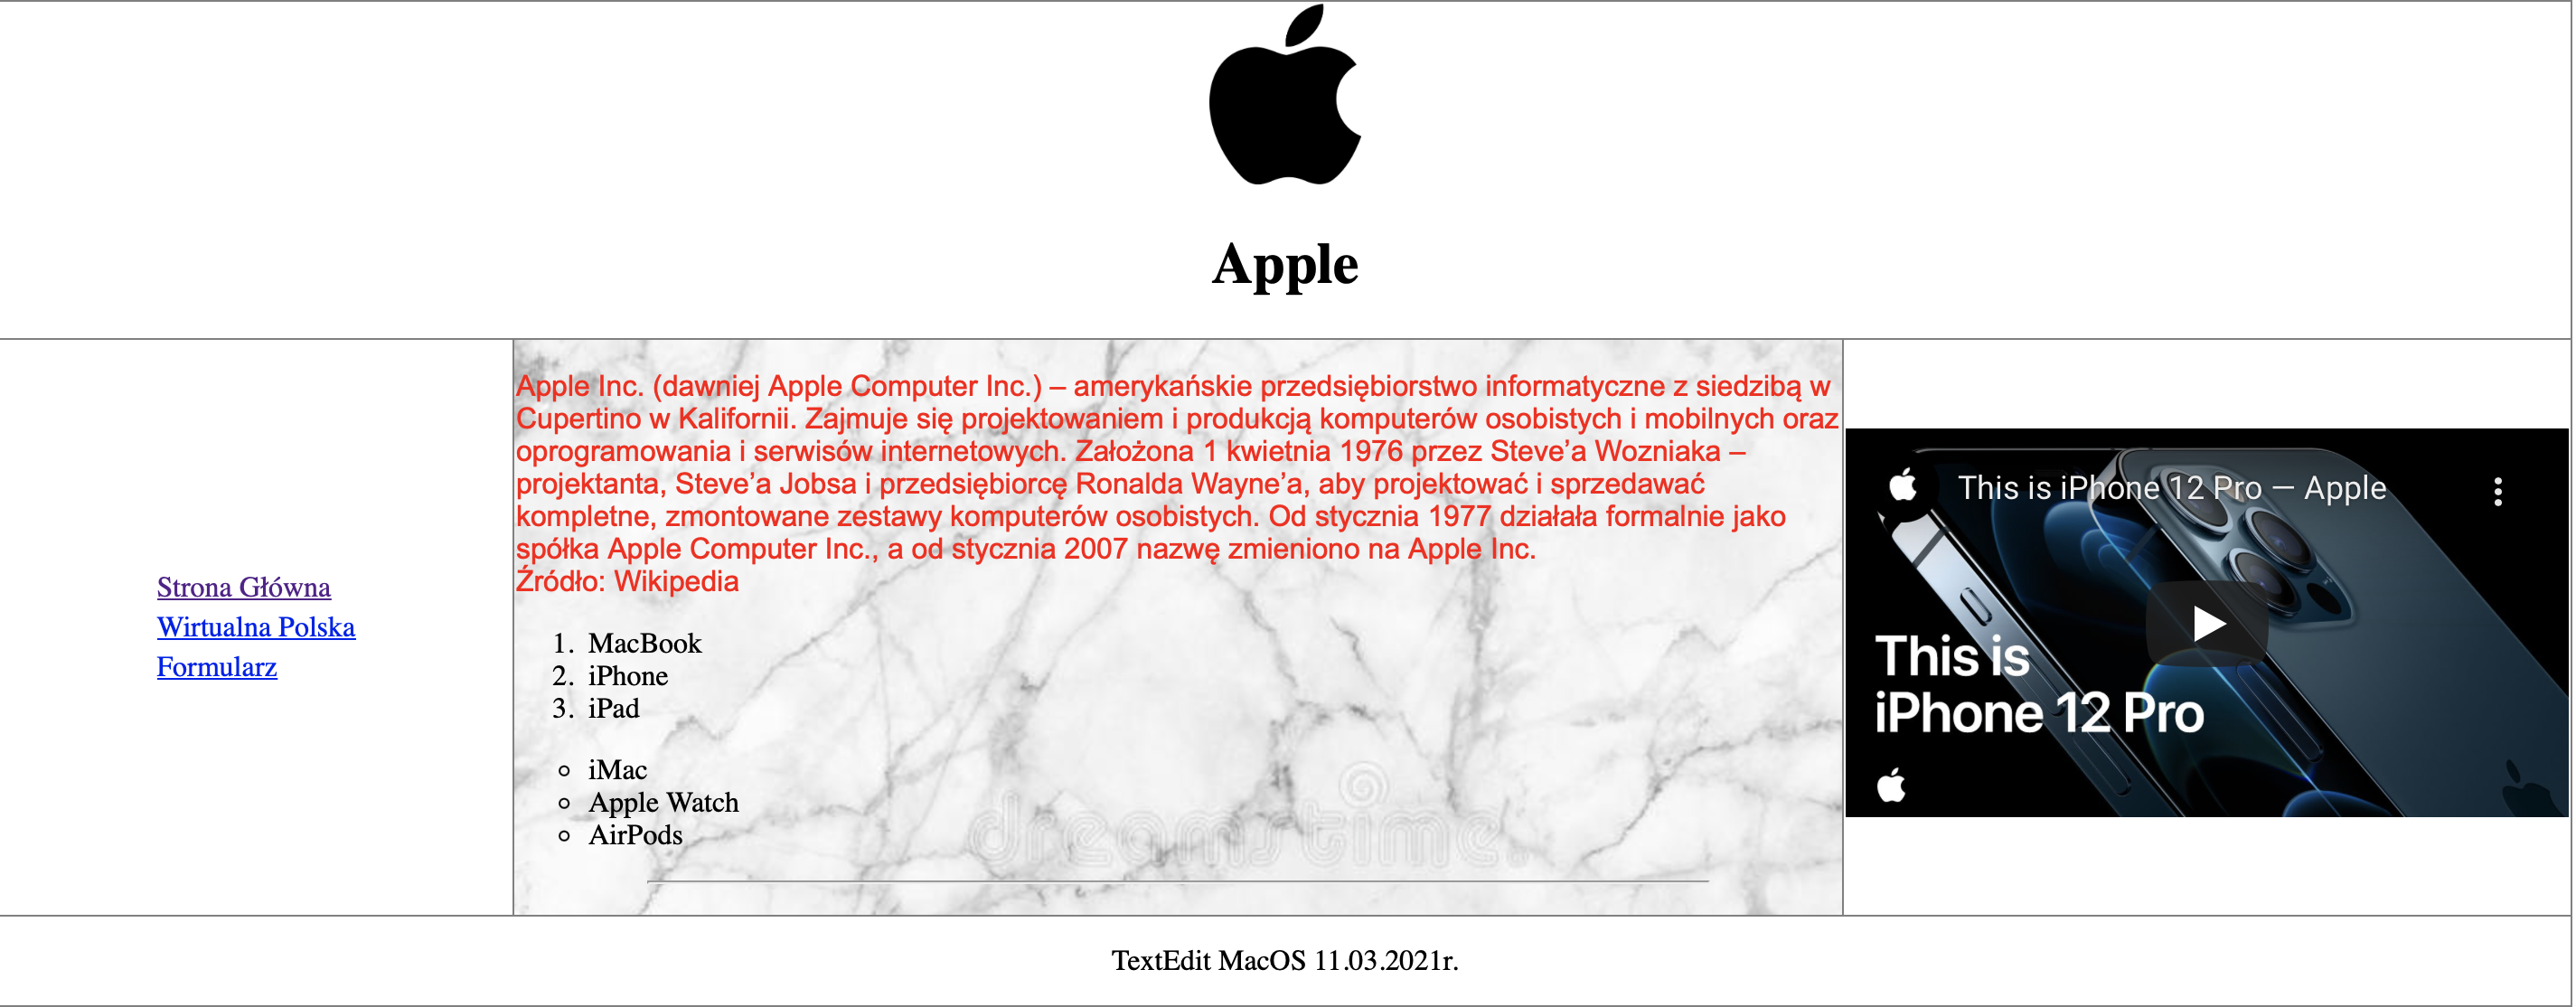 Apple
Strona Główna
Wirtualna Polska
Formularz
Apple Inc. (dawniej Apple Computer Inc.) – amerykańskie przedsiębiorstwo informatyczne z siedzibą w
Cupertino w Kalifornii. Zajmuje się projektowaniem i produkcją komputerów osobistych i mobilnych oraz
oprogramowania i serwisów internetowych. Założona 1 kwietnia 1976 przez Steve’a Wozniaka –
projektanta, Steve’a Jobsa i przedsiębiorcę Ronalda Wayne’a, aby projektować i sprzedawać
kompletne, zmontowane zestawy komputerów osobistych. Od stycznia 1977 działała formalnie jako
spółka Apple Computer Inc., a od stycznia 2007 nazwę zmieniono na Apple Inc.
Źródło: Wikipedia
1. MacBook
2. iPhone
3. iPad
iMac
Apple Watch
AirPods
dreamstime.
This is iPhone 12 Pro — Apple
This is
iPhone 12 Pro
TextEdit MacOS 11.03.2021r.